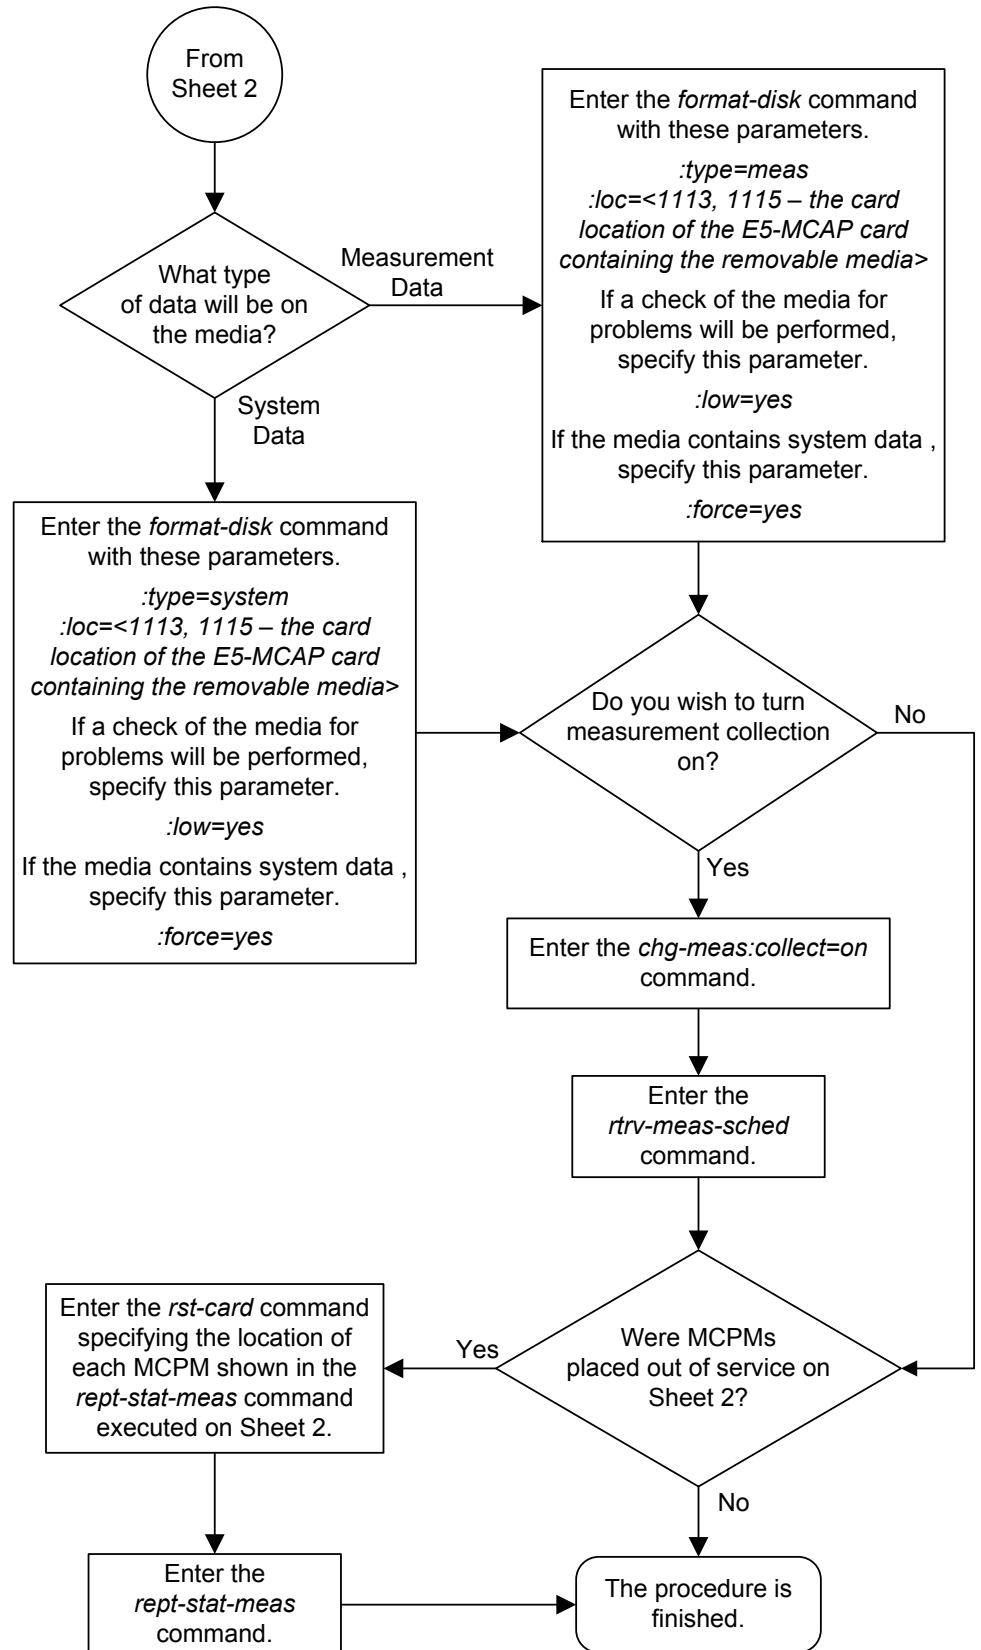 From
Sheet 2
What type
of data will be on
the media?
Measurement
Data
System
Data
Enter the format-disk command
with these parameters.
:type=meas
:loc=<1113, 1115 – the card
location of the E5-MCAP card
containing the removable media>
If a check of the media for
problems will be performed,
specify this parameter.
:low=yes
If the media contains system data ,
specify this parameter.
:force=yes
Enter the format-disk command
with these parameters.
:type=system
:loc=<1113, 1115 – the card
location of the E5-MCAP card
containing the removable media>
If a check of the media for
problems will be performed,
specify this parameter.
:low=yes
If the media contains system data ,
specify this parameter.
:force=yes
Do you wish to turn
measurement collection
on?
No
Yes
Enter the chg-meas:collect=on
command.
Enter the
rtrv-meas-sched
command.
Were MCPMs
placed out of service on
Sheet 2?
Yes
No
Enter the rst-card command
specifying the location of
each MCPM shown in the
rept-stat-meas command
executed on Sheet 2.
Enter the
rept-stat-meas
command.
The procedure is
finished.